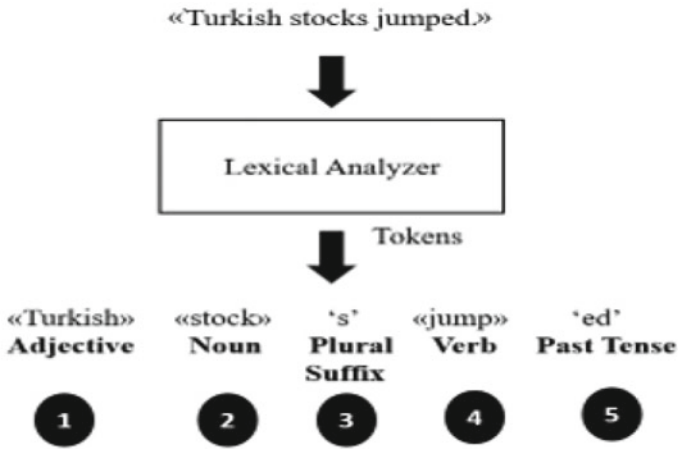 «Turkish stocks jumped.»
Lexical Analyzer
Tokens
«Turkish» «stock» ‘s’ «jump» ‘ed’
Adjective Noun Plural Verb Past Tense
Suffix
1 2 3 4 5